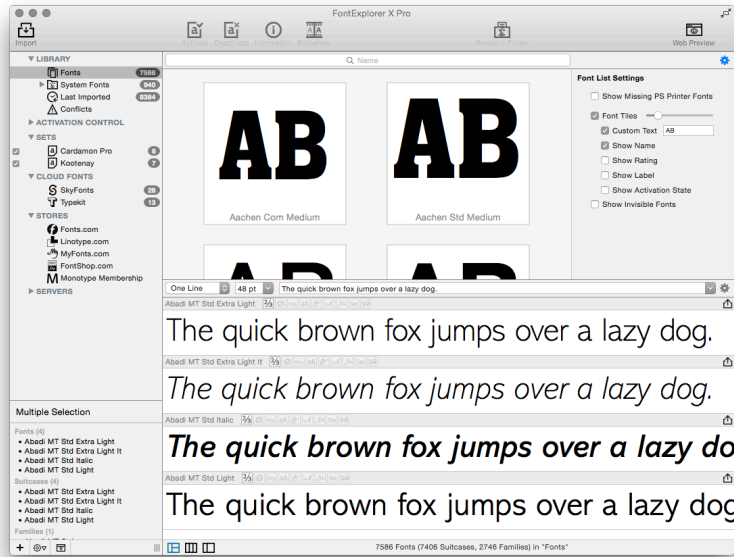 FontExplorer X Pro
Import
Activate Deactivate Information Slideshow Reveal in Finder Web Preview
LIBRARY
Fonts 7586
System Fonts 940
Last Imported 8384
Conflicts
ACTIVATION CONTROL
SETS
Cardamon Pro 8
Kootenay 7
CLOUD FONTS
SkyFonts 28
Typekit 13
STORES
Fonts.com
Linotype.com
MyFonts.com
FontShop.com
Monotype Membership
SERVERS
Multiple Selection
Fonts (4)
• Abadi MT Std Extra Light
• Abadi MT Std Extra Light It
• Abadi MT Std Italic
• Abadi MT Std Light
Suitcases (4)
• Abadi MT Std Extra Light
• Abadi MT Std Extra Light It
• Abadi MT Std Italic
• Abadi MT Std Light
Families (1)
Name
AB
Aachen Com Medium
AB
Aachen Std Medium
AB
AB
Font List Settings
Show Missing PS Printer Fonts
Font Tiles
Custom Text AB
Show Name
Show Rating
Show Label
Show Activation State
Show Invisible Fonts
One Line 48 pt The quick brown fox jumps over a lazy dog.
Abadi MT Std Extra Light
The quick brown fox jumps over a lazy dog.
Abadi MT Std Extra Light It
The quick brown fox jumps over a lazy dog.
Abadi MT Std Italic
The quick brown fox jumps over a lazy do
Abadi MT Std Light
The quick brown fox jumps over a lazy dog
7586 Fonts (7406 Suitcases, 2746 Families) in "Fonts"